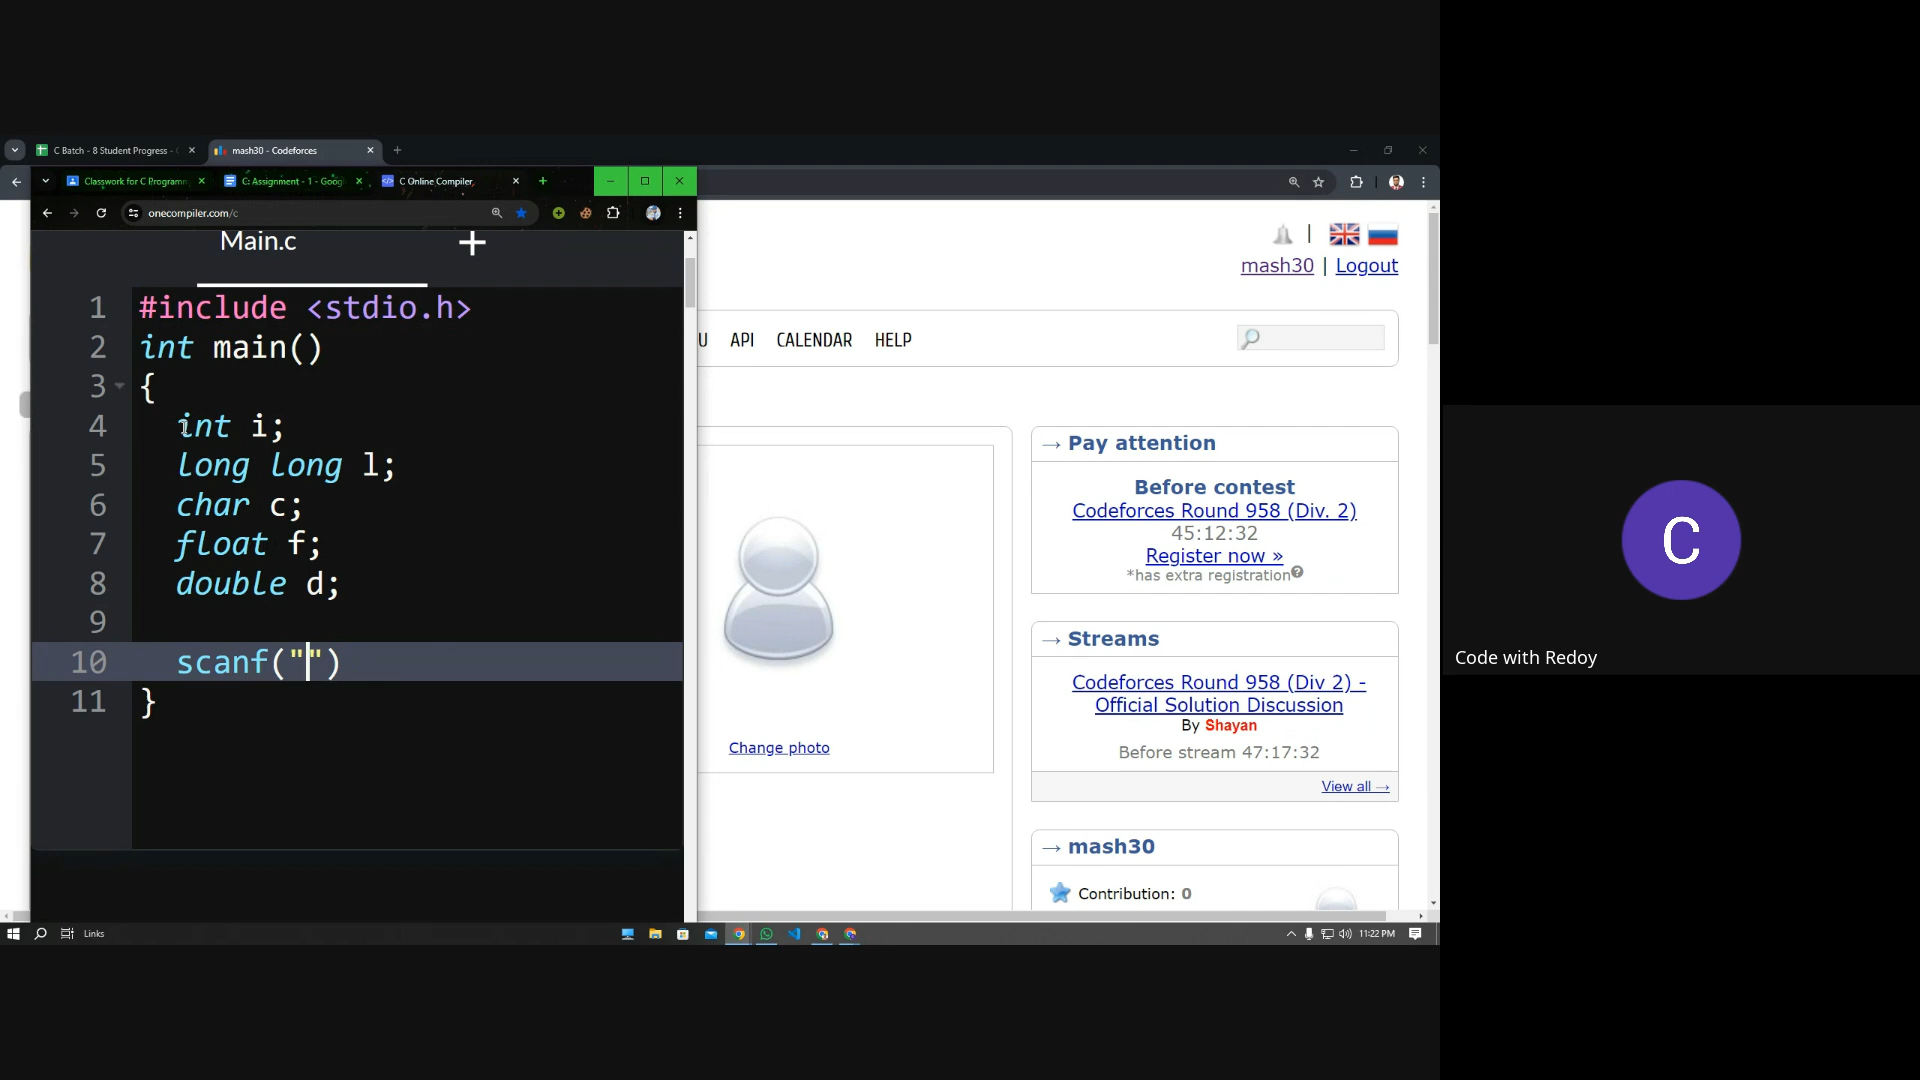 C Batch - 8 Student Progress -
mash30 - Codeforces
Classwork for C Programm
C: Assignment - 1 - Goog
C Online Compiler
onecompiler.com/c
Main.c
1 #include <stdio.h>
2 int main()
3 {
4 int i;
5 long long l;
6 char c;
7 float f;
8 double d;
9
10 scanf("")
11 }
mash30 | Logout
U API CALENDAR HELP
Change photo
→ Pay attention
Before contest
Codeforces Round 958 (Div. 2)
45:12:32
Register now »
*has extra registration
→ Streams
Codeforces Round 958 (Div 2) -
Official Solution Discussion
By Shayan
Before stream 47:17:32
View all →
→ mash30
Contribution: 0
Links
11:22 PM
C
Code with Redoy